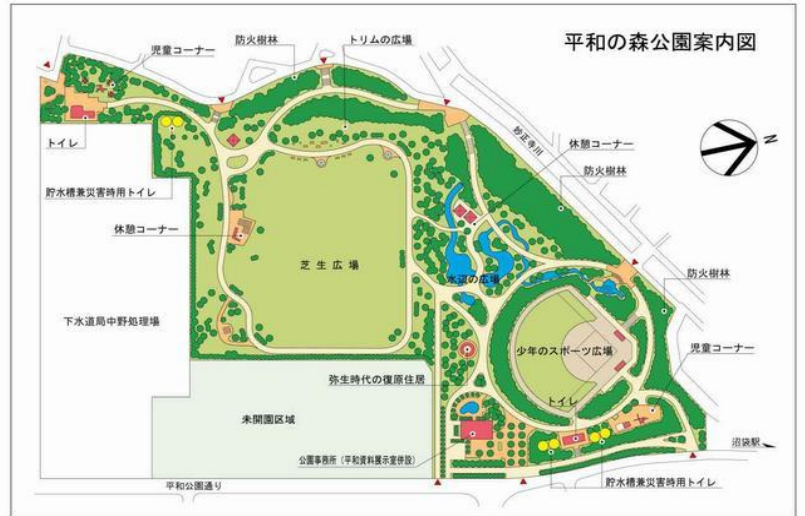 平和の森公園案内図
児童コーナー
防火樹林
トリムの広場
妙正寺川
N
休憩コーナー
防火樹林
トイレ
貯水槽兼災害時用トイレ
休憩コーナー
芝生広場
水辺の広場
防火樹林
下水道局中野処理場
少年のスポーツ広場
児童コーナー
弥生時代の復原住居
トイレ
未開園区域
沼袋駅
公園事務所(平和資料展示室併設)
貯水槽兼災害時用トイレ
平和公園通り